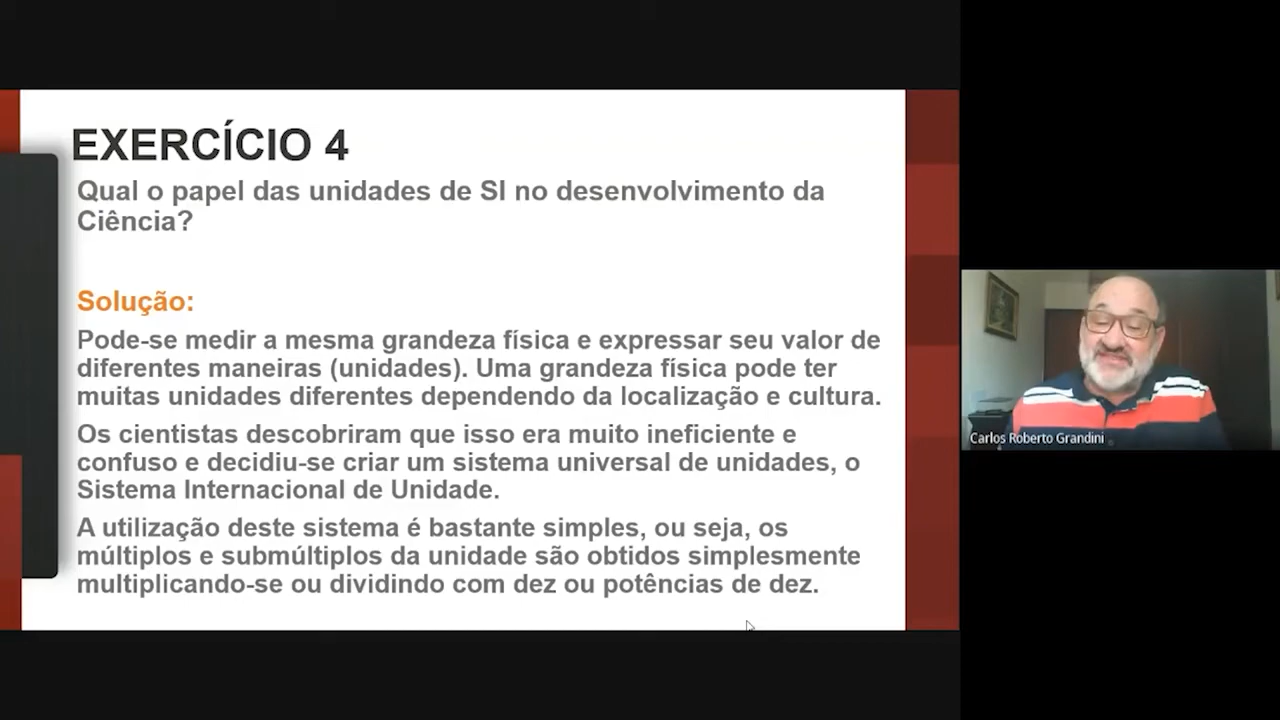 EXERCÍCIO 4
Qual o papel das unidades de SI no desenvolvimento da
Ciência?
Solução:
Pode-se medir a mesma grandeza física e expressar seu valor de
diferentes maneiras (unidades). Uma grandeza física pode ter
muitas unidades diferentes dependendo da localização e cultura.
Os cientistas descobriram que isso era muito ineficiente e
confuso e decidiu-se criar um sistema universal de unidades, o
Sistema Internacional de Unidade.
A utilização deste sistema é bastante simples, ou seja, os
múltiplos e submúltiplos da unidade são obtidos simplesmente
multiplicando-se ou dividindo com dez ou potências de dez.
Carlos Roberto Grandini